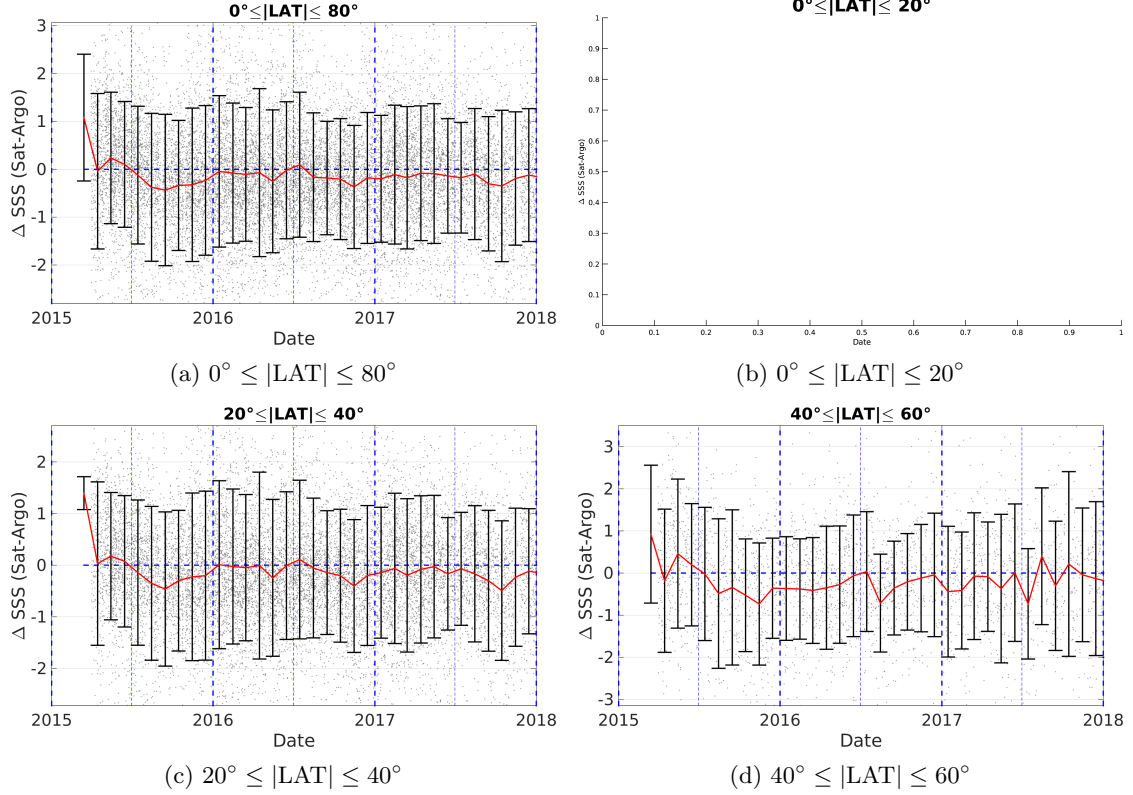 0°≤|LAT|≤ 80°
3
2
1
0
-1
-2
Δ SSS (Sat-Argo)
2015 2016 2017 2018
Date
(a) 0° ≤ |LAT| ≤ 80°
0°≤|LAT|≤ 20°
1
0.9
0.8
0.7
0.6
0.5
0.4
0.3
0.2
0.1
0
Δ SSS (Sat-Argo)
0 0.1 0.2 0.3 0.4 0.5 0.6 0.7 0.8 0.9 1
Date
(b) 0° ≤ |LAT| ≤ 20°
20°≤|LAT|≤ 40°
2
1
0
-1
-2
Δ SSS (Sat-Argo)
2015 2016 2017 2018
Date
(c) 20° ≤ |LAT| ≤ 40°
40°≤|LAT|≤ 60°
3
2
1
0
-1
-2
-3
Δ SSS (Sat-Argo)
2015 2016 2017 2018
Date
(d) 40° ≤ |LAT| ≤ 60°